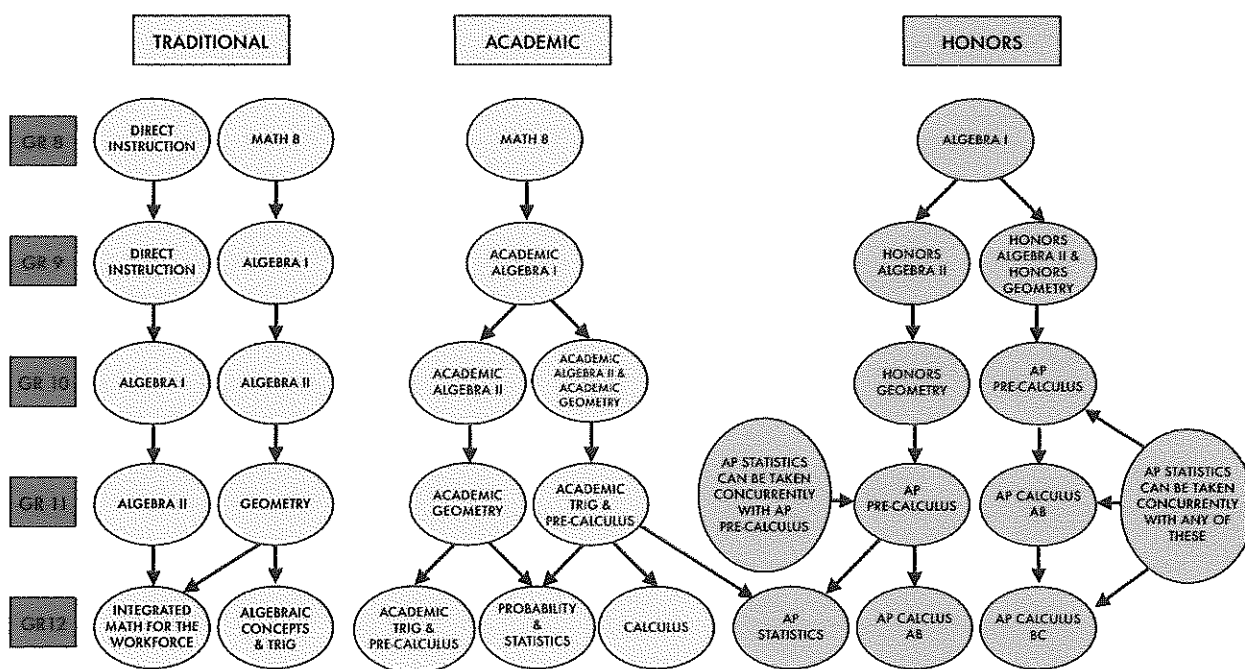 TRADITIONAL
ACADEMIC
HONORS
GR 8
DIRECT
INSTRUCTION
MATH 8
MATH 8
ALGEBRA I
GR 9
DIRECT
INSTRUCTION
ALGEBRA I
ACADEMIC
ALGEBRA I
HONORS
ALGEBRA II
HONORS
ALGEBRA II &
HONORS
GEOMETRY
GR 10
ALGEBRA I
ALGEBRA II
ACADEMIC
ALGEBRA II
ACADEMIC
ALGEBRA II &
ACADEMIC
GEOMETRY
HONORS
GEOMETRY
AP
PRE-CALCULUS
GR 11
ALGEBRA II
GEOMETRY
ACADEMIC
GEOMETRY
ACADEMIC
TRIG &
PRE-CALCULUS
AP STATISTICS
CAN BE TAKEN
CONCURRENTLY
WITH AP
PRE-CALCULUS
AP
PRE-CALCULUS
AP CALCULUS
AB
AP STATISTICS
CAN BE TAKEN
CONCURRENTLY
WITH ANY OF
THESE
GR12
INTEGRATED
MATH FOR THE
WORKFORCE
ALGEBRAIC
CONCEPTS
& TRIG
ACADEMIC
TRIG &
PRE-CALCULUS
PROBABILITY
&
STATISTICS
CALCULUS
AP
STATISTICS
AP CALCLUS
AB
AP CALCULUS
BC